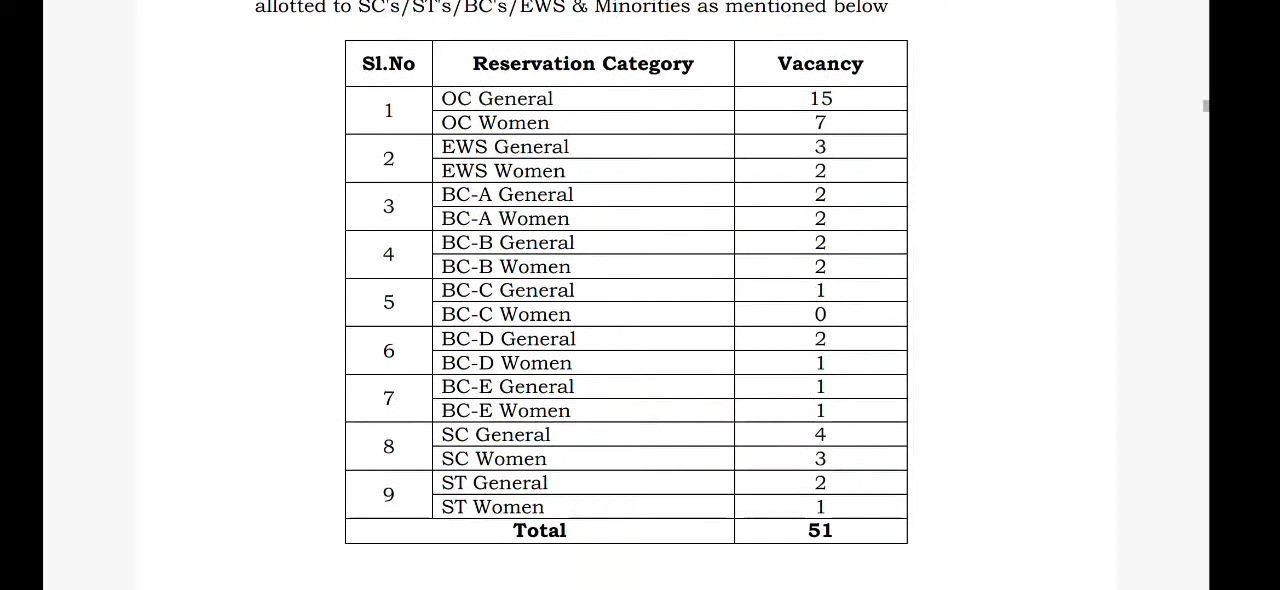 allotted to SC's/ST's/BC's/EWS & Minorities as mentioned below
Sl.No Reservation Category Vacancy
1
OC General 15
OC Women 7
2
EWS General 3
EWS Women 2
3
BC-A General 2
BC-A Women 2
4
BC-B General 2
BC-B Women 2
5
BC-C General 1
BC-C Women 0
6
BC-D General 2
BC-D Women 1
7
BC-E General 1
BC-E Women 1
8
SC General 4
SC Women 3
9
ST General 2
ST Women 1
Total 51